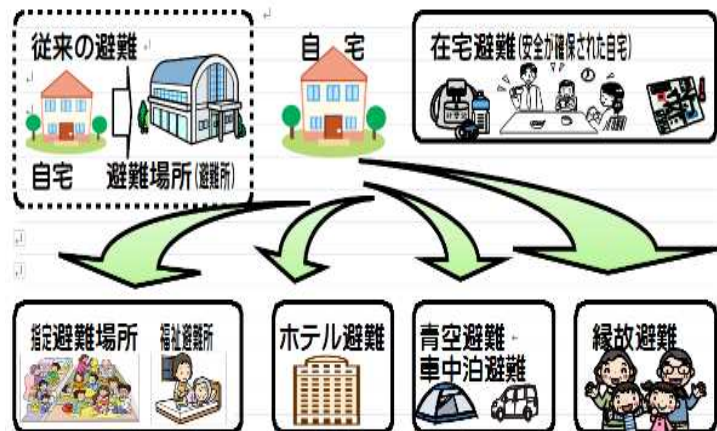 従来の避難
自宅
避難場所(避難所)
自 宅
在宅避難(安全が確保された自宅)
指定避難場所
福祉避難所
ホテル避難
青空避難
車中泊避難
縁故避難